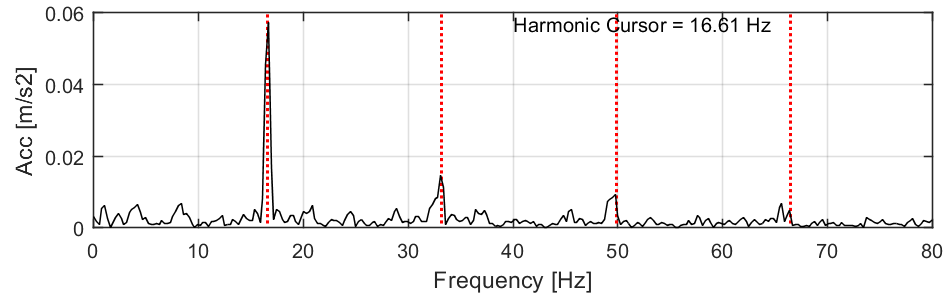 0.06
Harmonic Cursor = 16.61 Hz
0.04
0.02
0
Acc [m/s2]
0 10 20 30 40 50 60 70 80
Frequency [Hz]